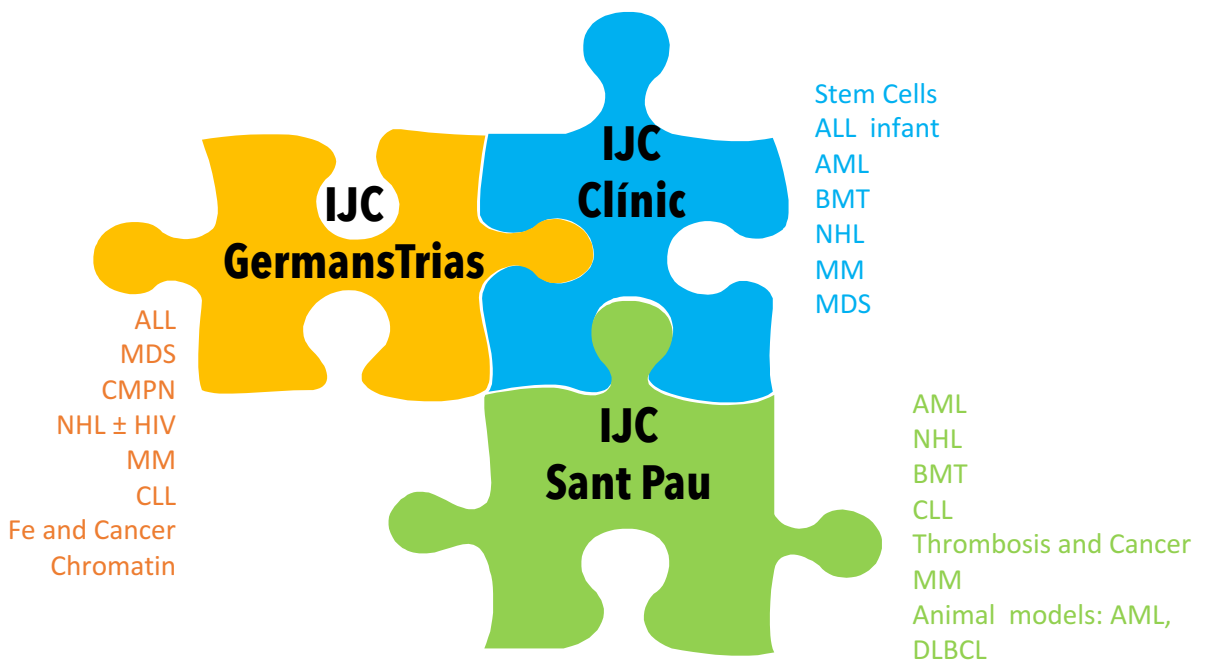 IJC
GermansTrias
ALL
MDS
CMPN
NHL ± HIV
MM
CLL
Fe and Cancer
Chromatin
IJC
Clínic
Stem Cells
ALL infant
AML
BMT
NHL
MM
MDS
IJC
Sant Pau
AML
NHL
BMT
CLL
Thrombosis and Cancer
MM
Animal models: AML,
DLBCL